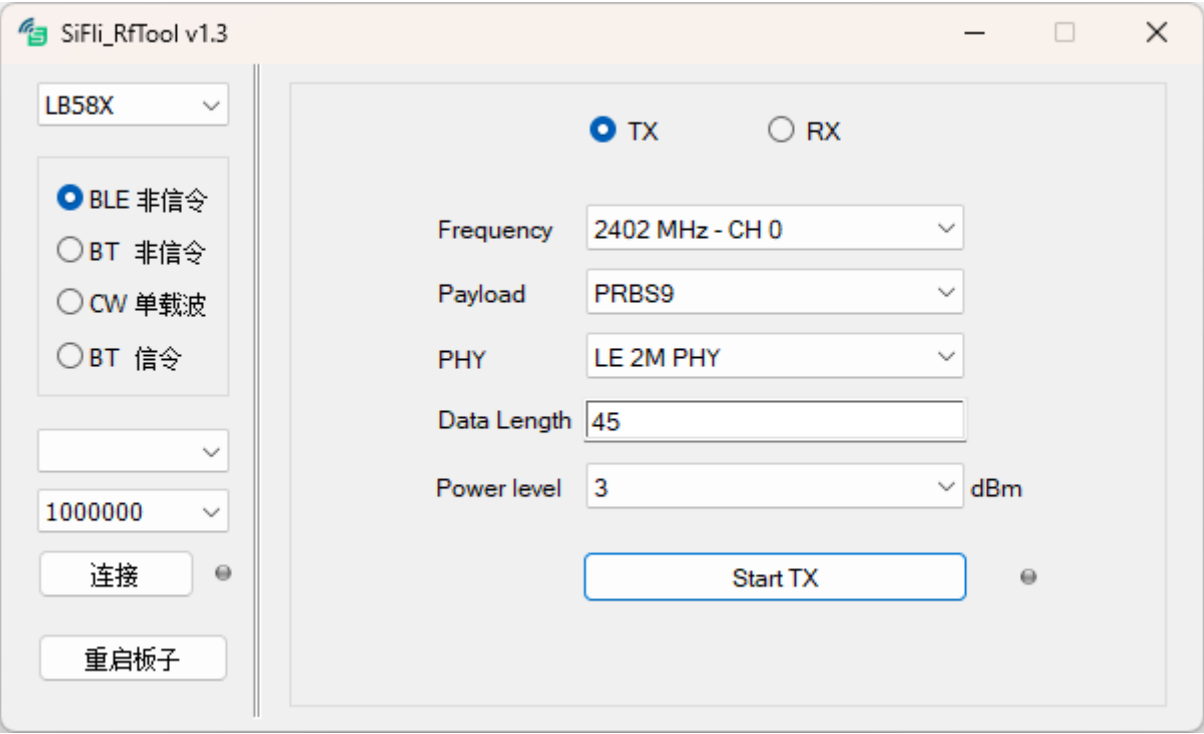 SiFli_RfTool v1.3
LB58X
BLE 非信令
BT 非信令
CW 单载波
BT 信令
1000000
连接
重启板子
TX RX
Frequency 2402 MHz - CH 0
Payload PRBS9
PHY LE 2M PHY
Data Length 45
Power level 3 dBm
Start TX